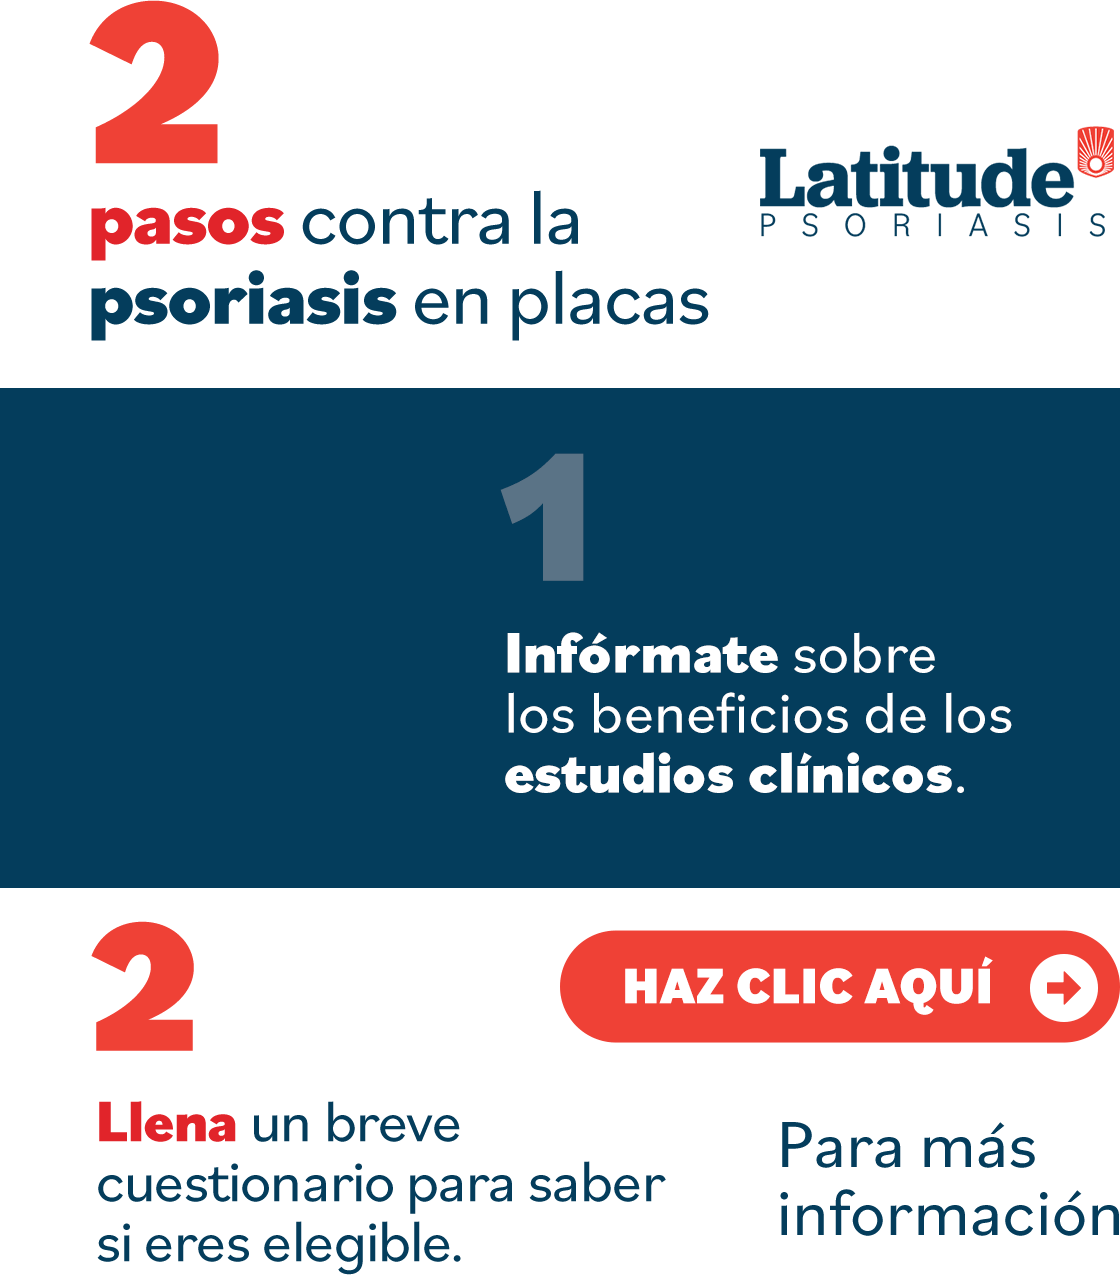 2
pasos contra la
psoriasis en placas
Latitude
PSORIASIS
1
Infórmate sobre
los beneficios de los
estudios clínicos.
2
Llena un breve
cuestionario para saber
si eres elegible.
HAZ CLIC AQUÍ
Para más
información